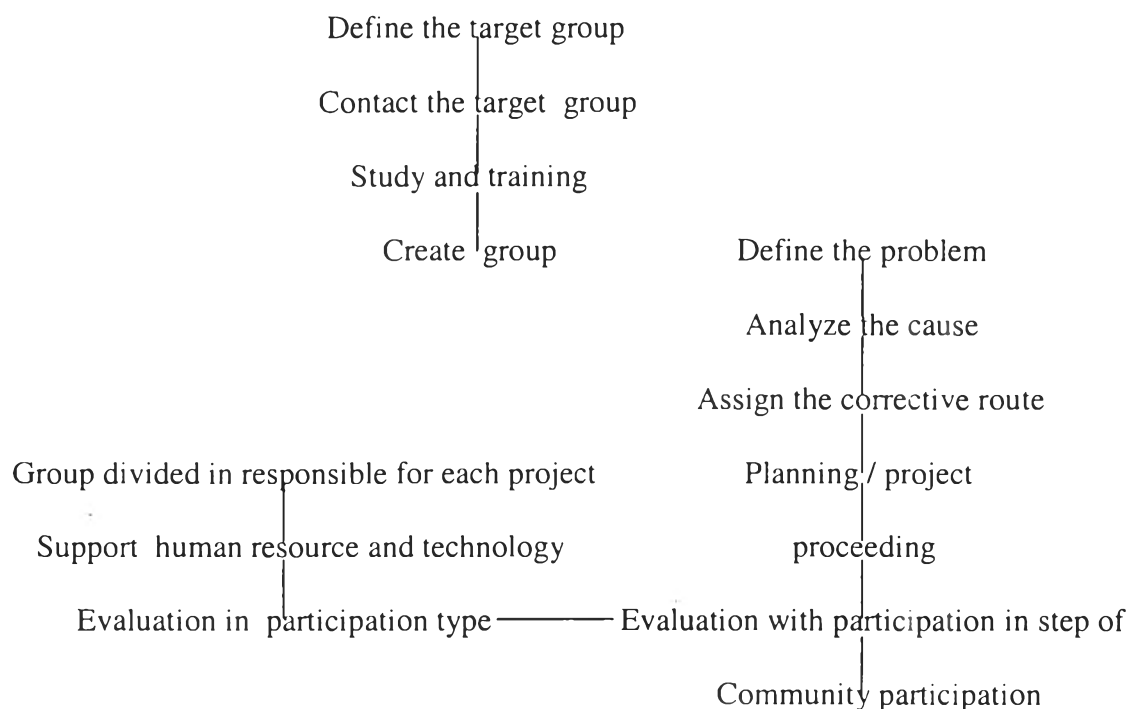 Define the target group
Contact the target group
Study and training
Create group
Define the problem
Analyze the cause
Assign the corrective route
Group divided in responsible for each project
Planning / project
Support human resource and technology
proceeding
Evaluation in participation type
Evaluation with participation in step of
Community participation